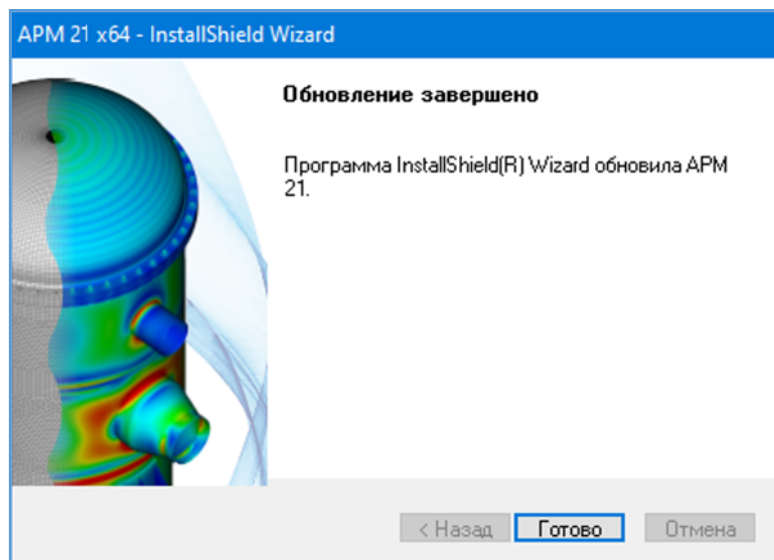 APM 21 x64 - InstallShield Wizard
Обновление завершено
Программа InstallShield(R) Wizard обновила APM
21.
< Назад
Готово
Отмена